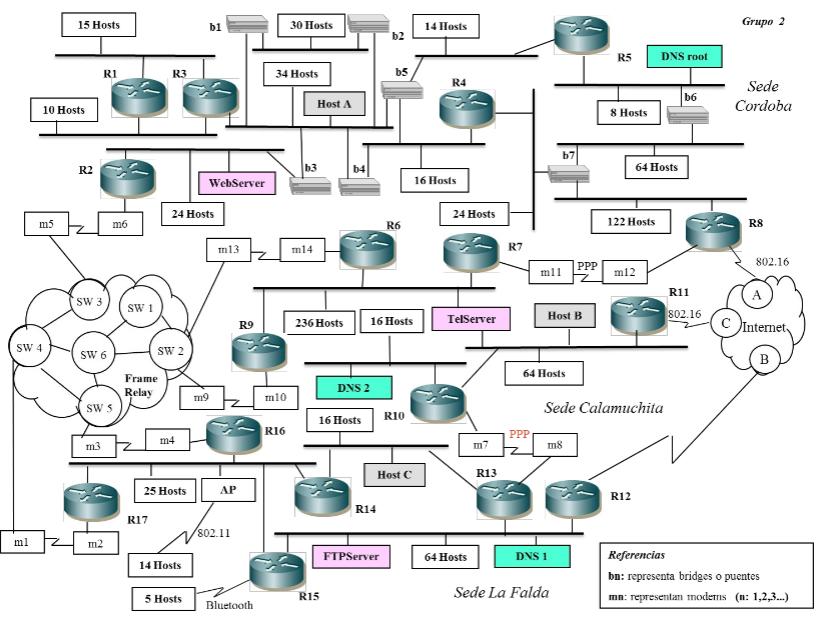 15 Hosts
b1
30 Hosts
b2
14 Hosts
Grupo 2
R5
DNS root
R1
R3
34 Hosts
b5
R4
Sede
Cordoba
10 Hosts
Host A
8 Hosts
b6
R2
WebServer
b3
b4
16 Hosts
b7
64 Hosts
24 Hosts
24 Hosts
122 Hosts
R8
m5
m6
m13
m14
R6
R7
m11
PPP
m12
802.16
SW 3
SW 1
SW 4
SW 6
SW 2
Frame
Relay
SW 5
236 Hosts
16 Hosts
TelServer
Host B
R11
802.16
A
C
Internet
B
R9
64 Hosts
m9
m10
DNS 2
R10
Sede Calamuchita
m3
m4
R16
16 Hosts
m7
PPP
m8
Host C
R13
R12
25 Hosts
AP
R14
R17
m1
m2
802.11
14 Hosts
FTPServer
64 Hosts
DNS 1
5 Hosts
Bluetooth
R15
Sede La Falda
Referencias
bn: representa bridges o puentes
mn: representan modems (n: 1,2,3...)